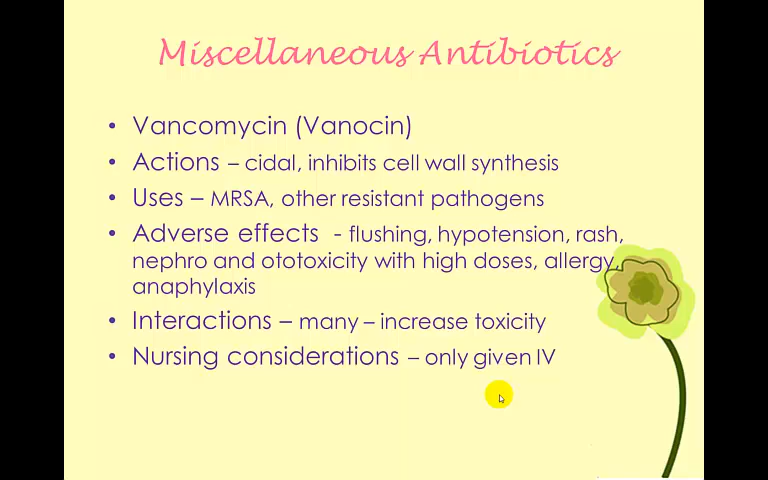 Miscellaneous Antibiotics
• Vancomycin (Vanocin)
• Actions – cidal, inhibits cell wall synthesis
• Uses – MRSA, other resistant pathogens
• Adverse effects - flushing, hypotension, rash,
nephro and ototoxicity with high doses, allergy,
anaphylaxis
• Interactions – many – increase toxicity
• Nursing considerations – only given IV